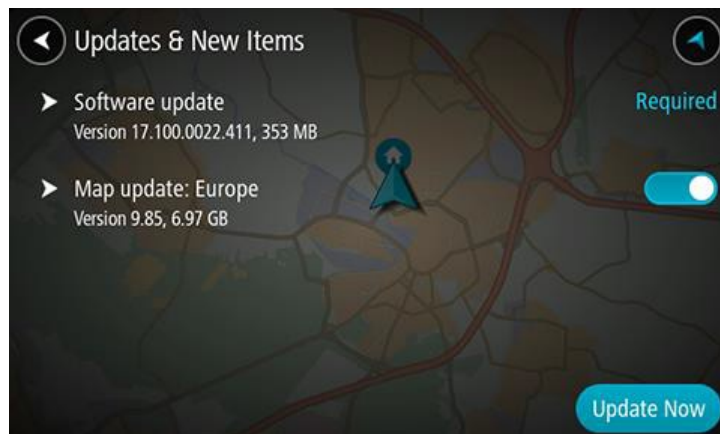 Updates & New Items
Software update
Required
Version 17.100.0022.411, 353 MB
Map update: Europe
Version 9.85, 6.97 GB
Update Now